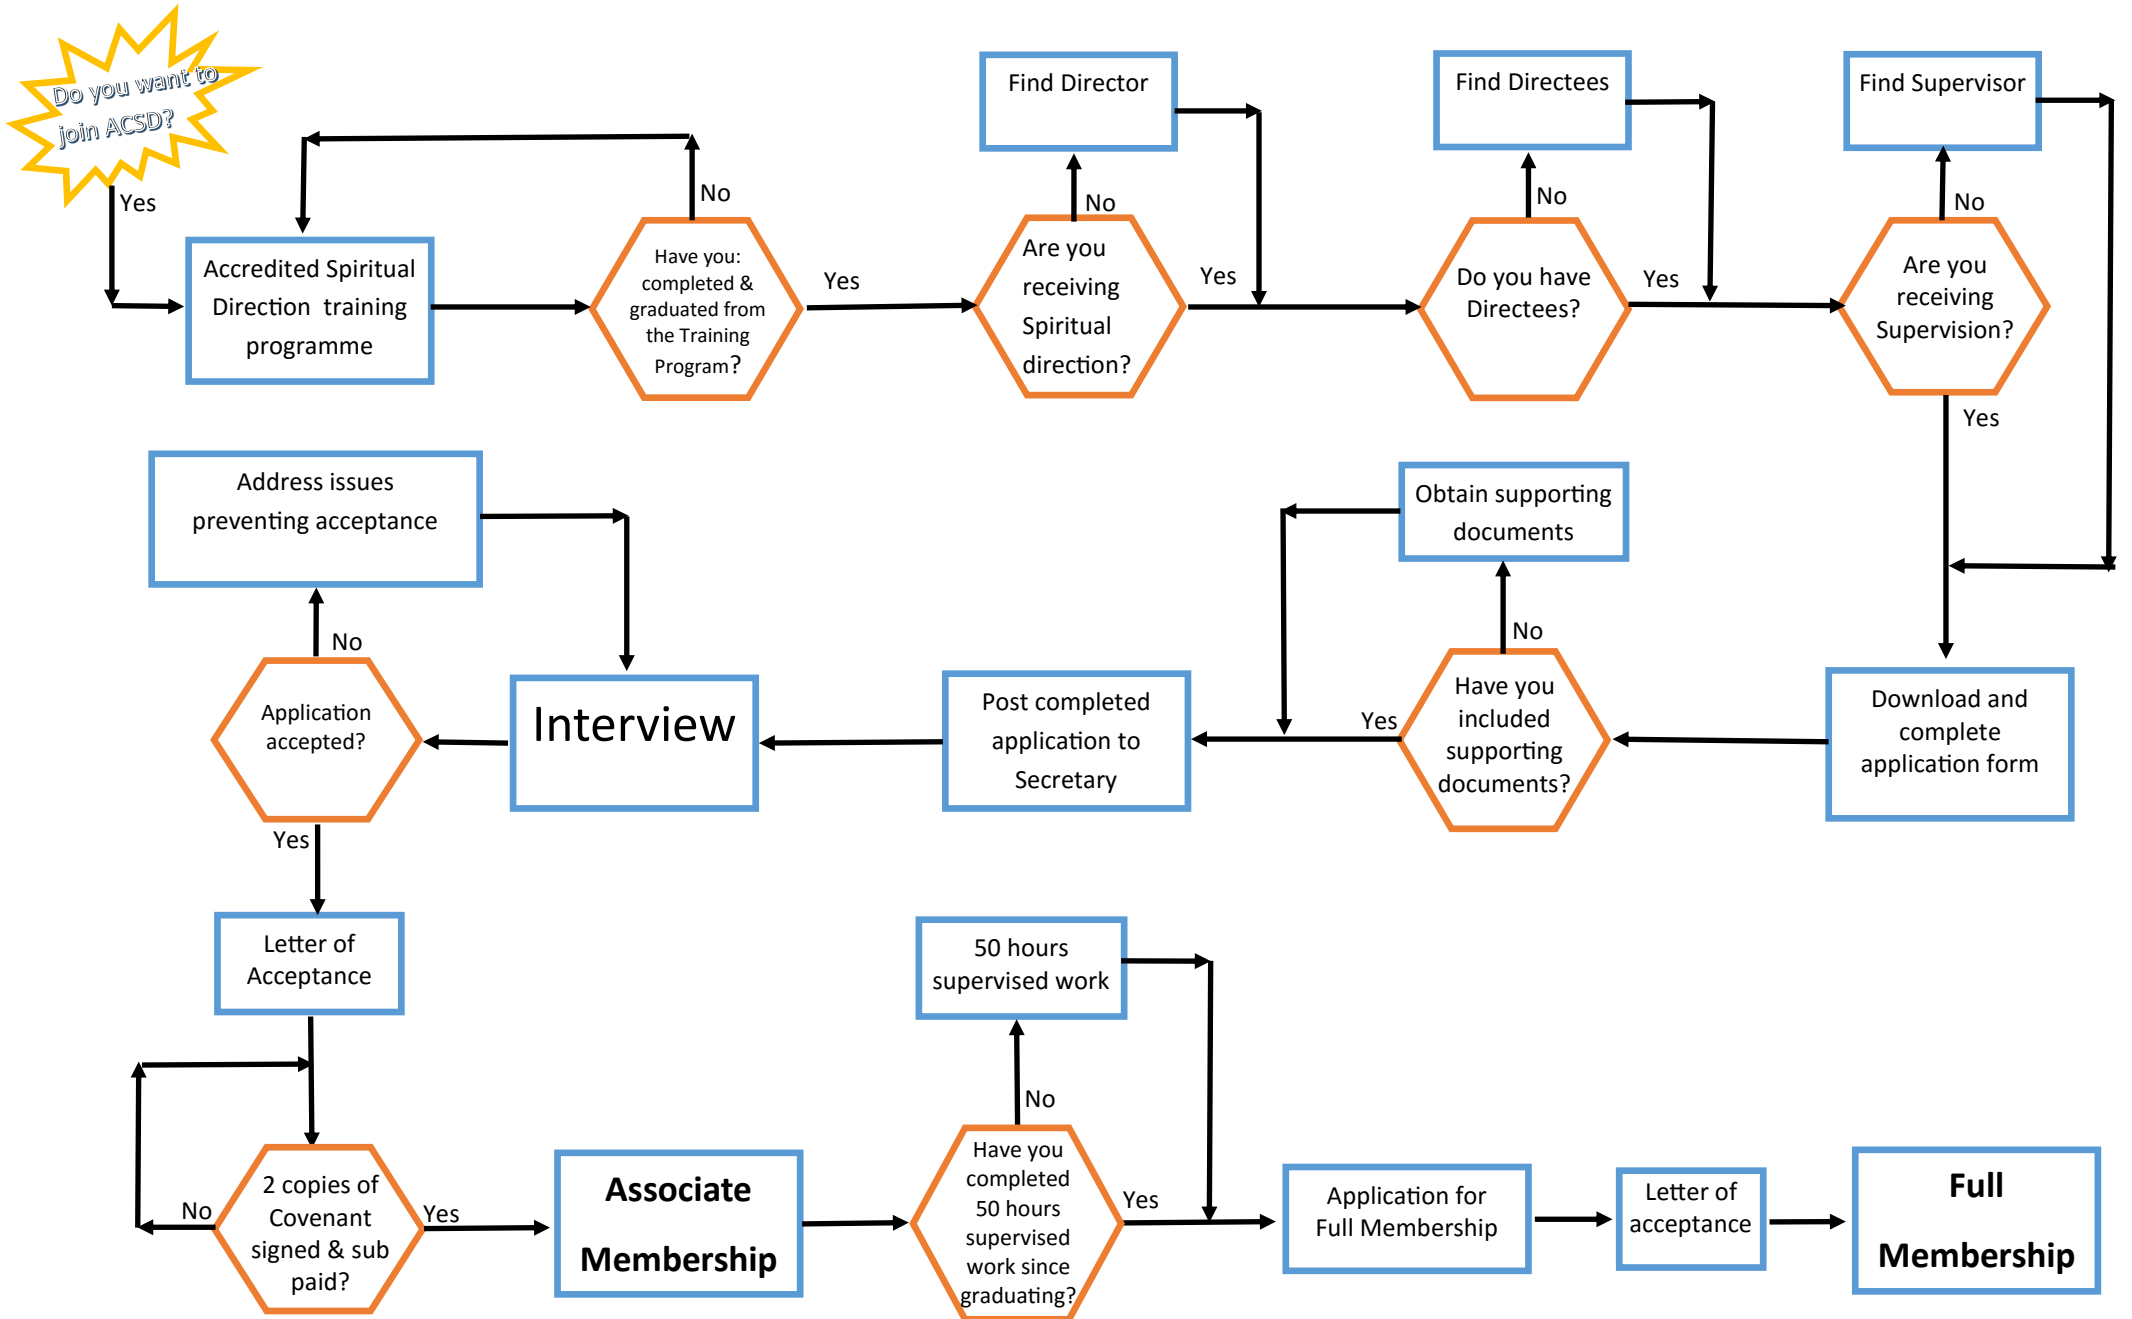 Do you want to
join ACSD?
Yes
Accredited Spiritual
Direction  training
programme
No
Have you:
completed &
graduated from
the Training
Program?
Yes
Find Director
No
Are you
receiving
Spiritual
direction?
Yes
Find Directees
No
Do you have
Directees?
Yes
Find Supervisor
No
Are you
receiving
Supervision?
Yes
Download and
complete
application form
Obtain supporting
documents
No
Have you
included
supporting
documents?
Yes
Post completed
application to
Secretary
Interview
Address issues
preventing acceptance
No
Application
accepted?
Yes
Letter of
Acceptance
No
2 copies of
Covenant
signed & sub
paid?
Yes
Associate
Membership
50 hours
supervised work
No
Have you
completed
50 hours
supervised
work since
graduating?
Yes
Application for
Full Membership
Letter of
acceptance
Full
Membership